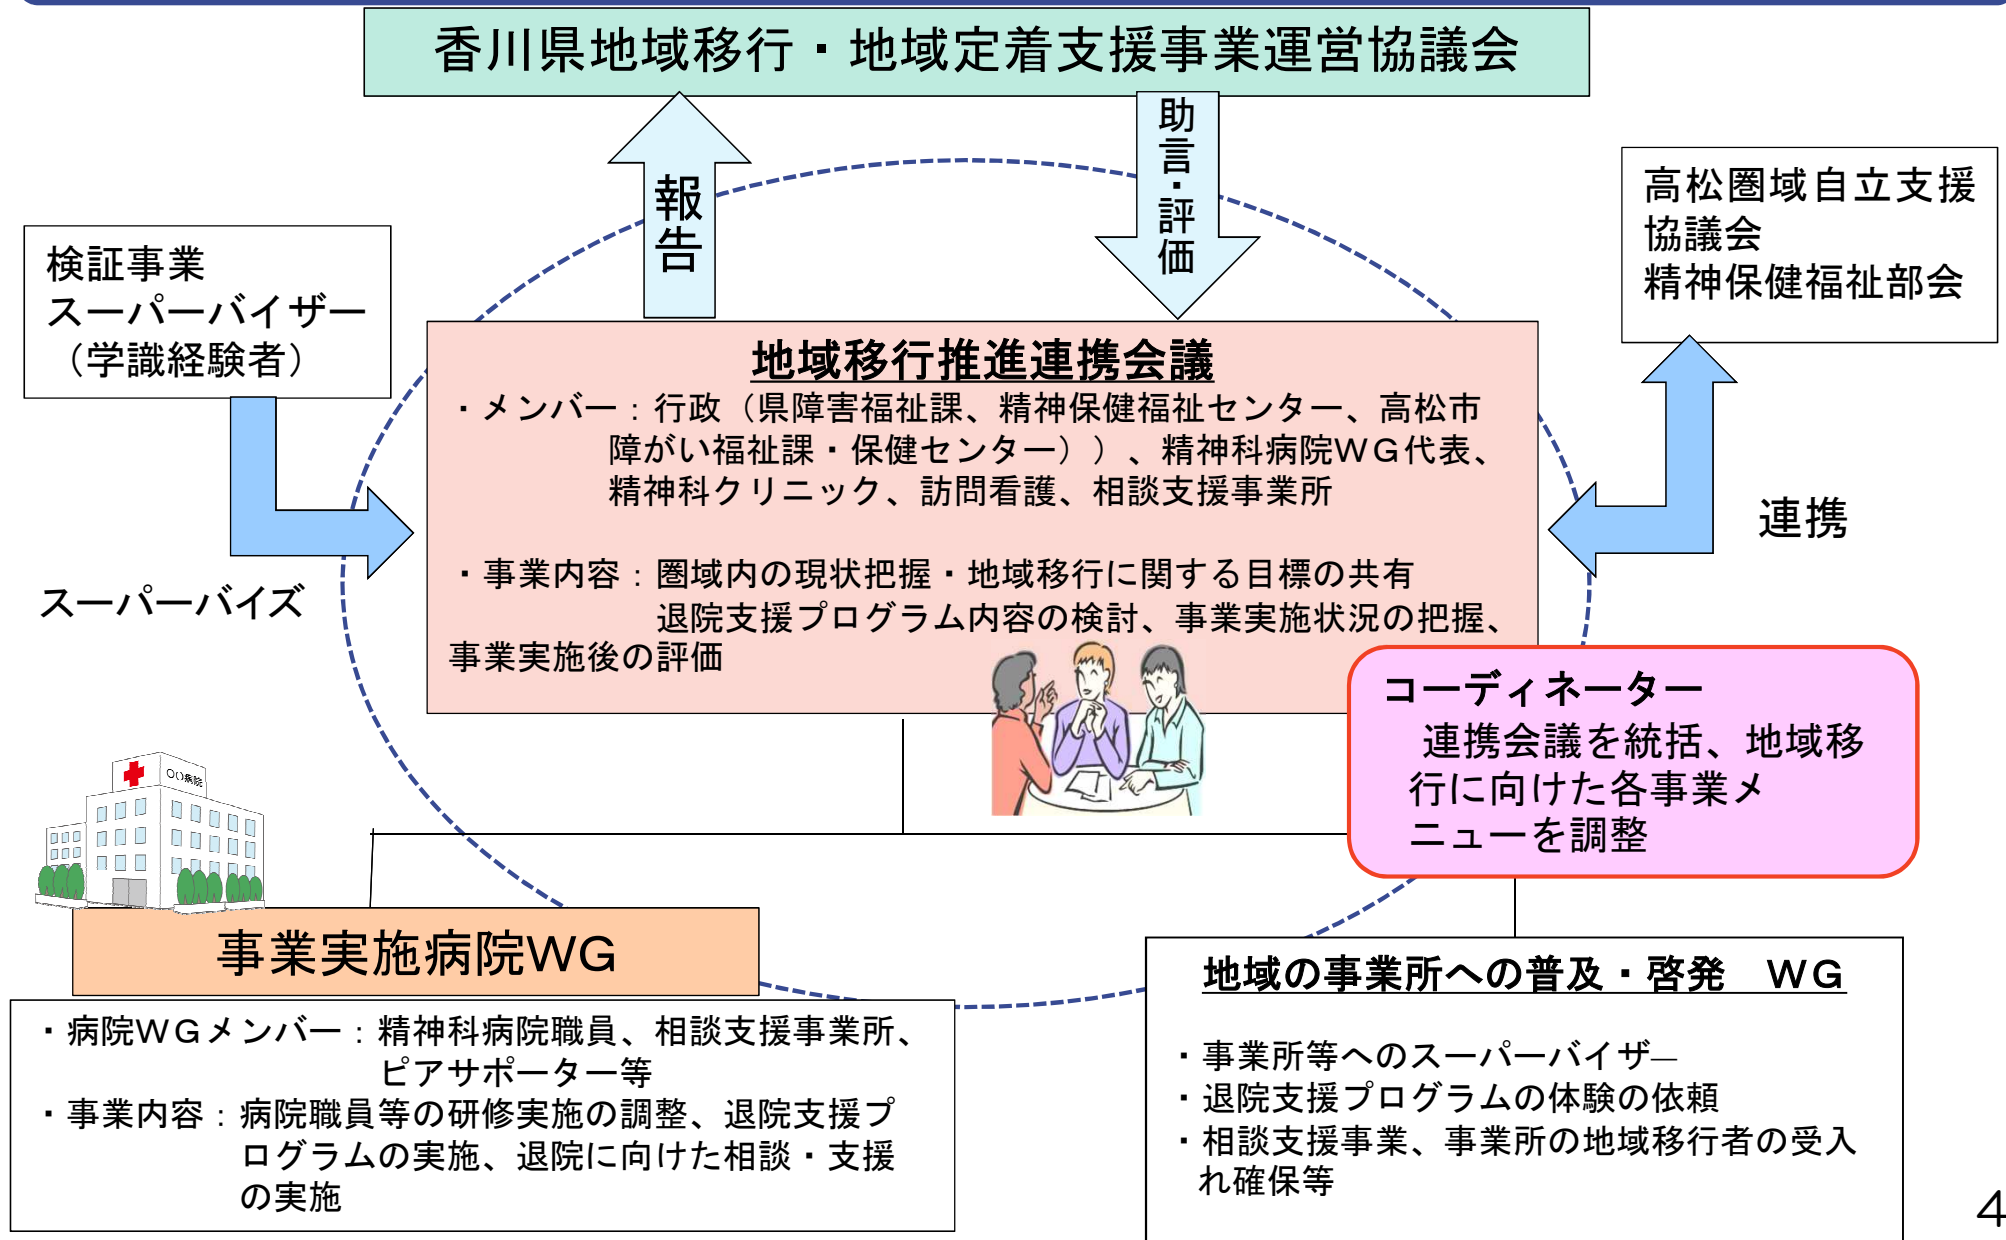 香川県地域移行・地域定着支援事業運営協議会
報告
助言・評価
高松圏域自立支援
協議会
精神保健福祉部会
検証事業
スーパーバイザー
（学識経験者）
地域移行推進連携会議
・メンバー：行政（県障害福祉課、精神保健福祉センター、高松市
障がい福祉課・保健センター））、精神科病院ＷＧ代表、
精神科クリニック、訪問看護、相談支援事業所
・事業内容：圏域内の現状把握・地域移行に関する目標の共有
退院支援プログラム内容の検討、事業実施状況の把握、
事業実施後の評価
連携
スーパーバイズ
コーディネーター
連携会議を統括、地域移
行に向けた各事業メ
ニューを調整
〇〇病院
事業実施病院WG
・病院ＷＧメンバー：精神科病院職員、相談支援事業所、
ピアサポーター等
・事業内容：病院職員等の研修実施の調整、退院支援プ
ログラムの実施、退院に向けた相談・支援
の実施
地域の事業所への普及・啓発　ＷＧ
・事業所等へのスーパーバイザ―
・退院支援プログラムの体験の依頼
・相談支援事業、事業所の地域移行者の受入
れ確保等
4